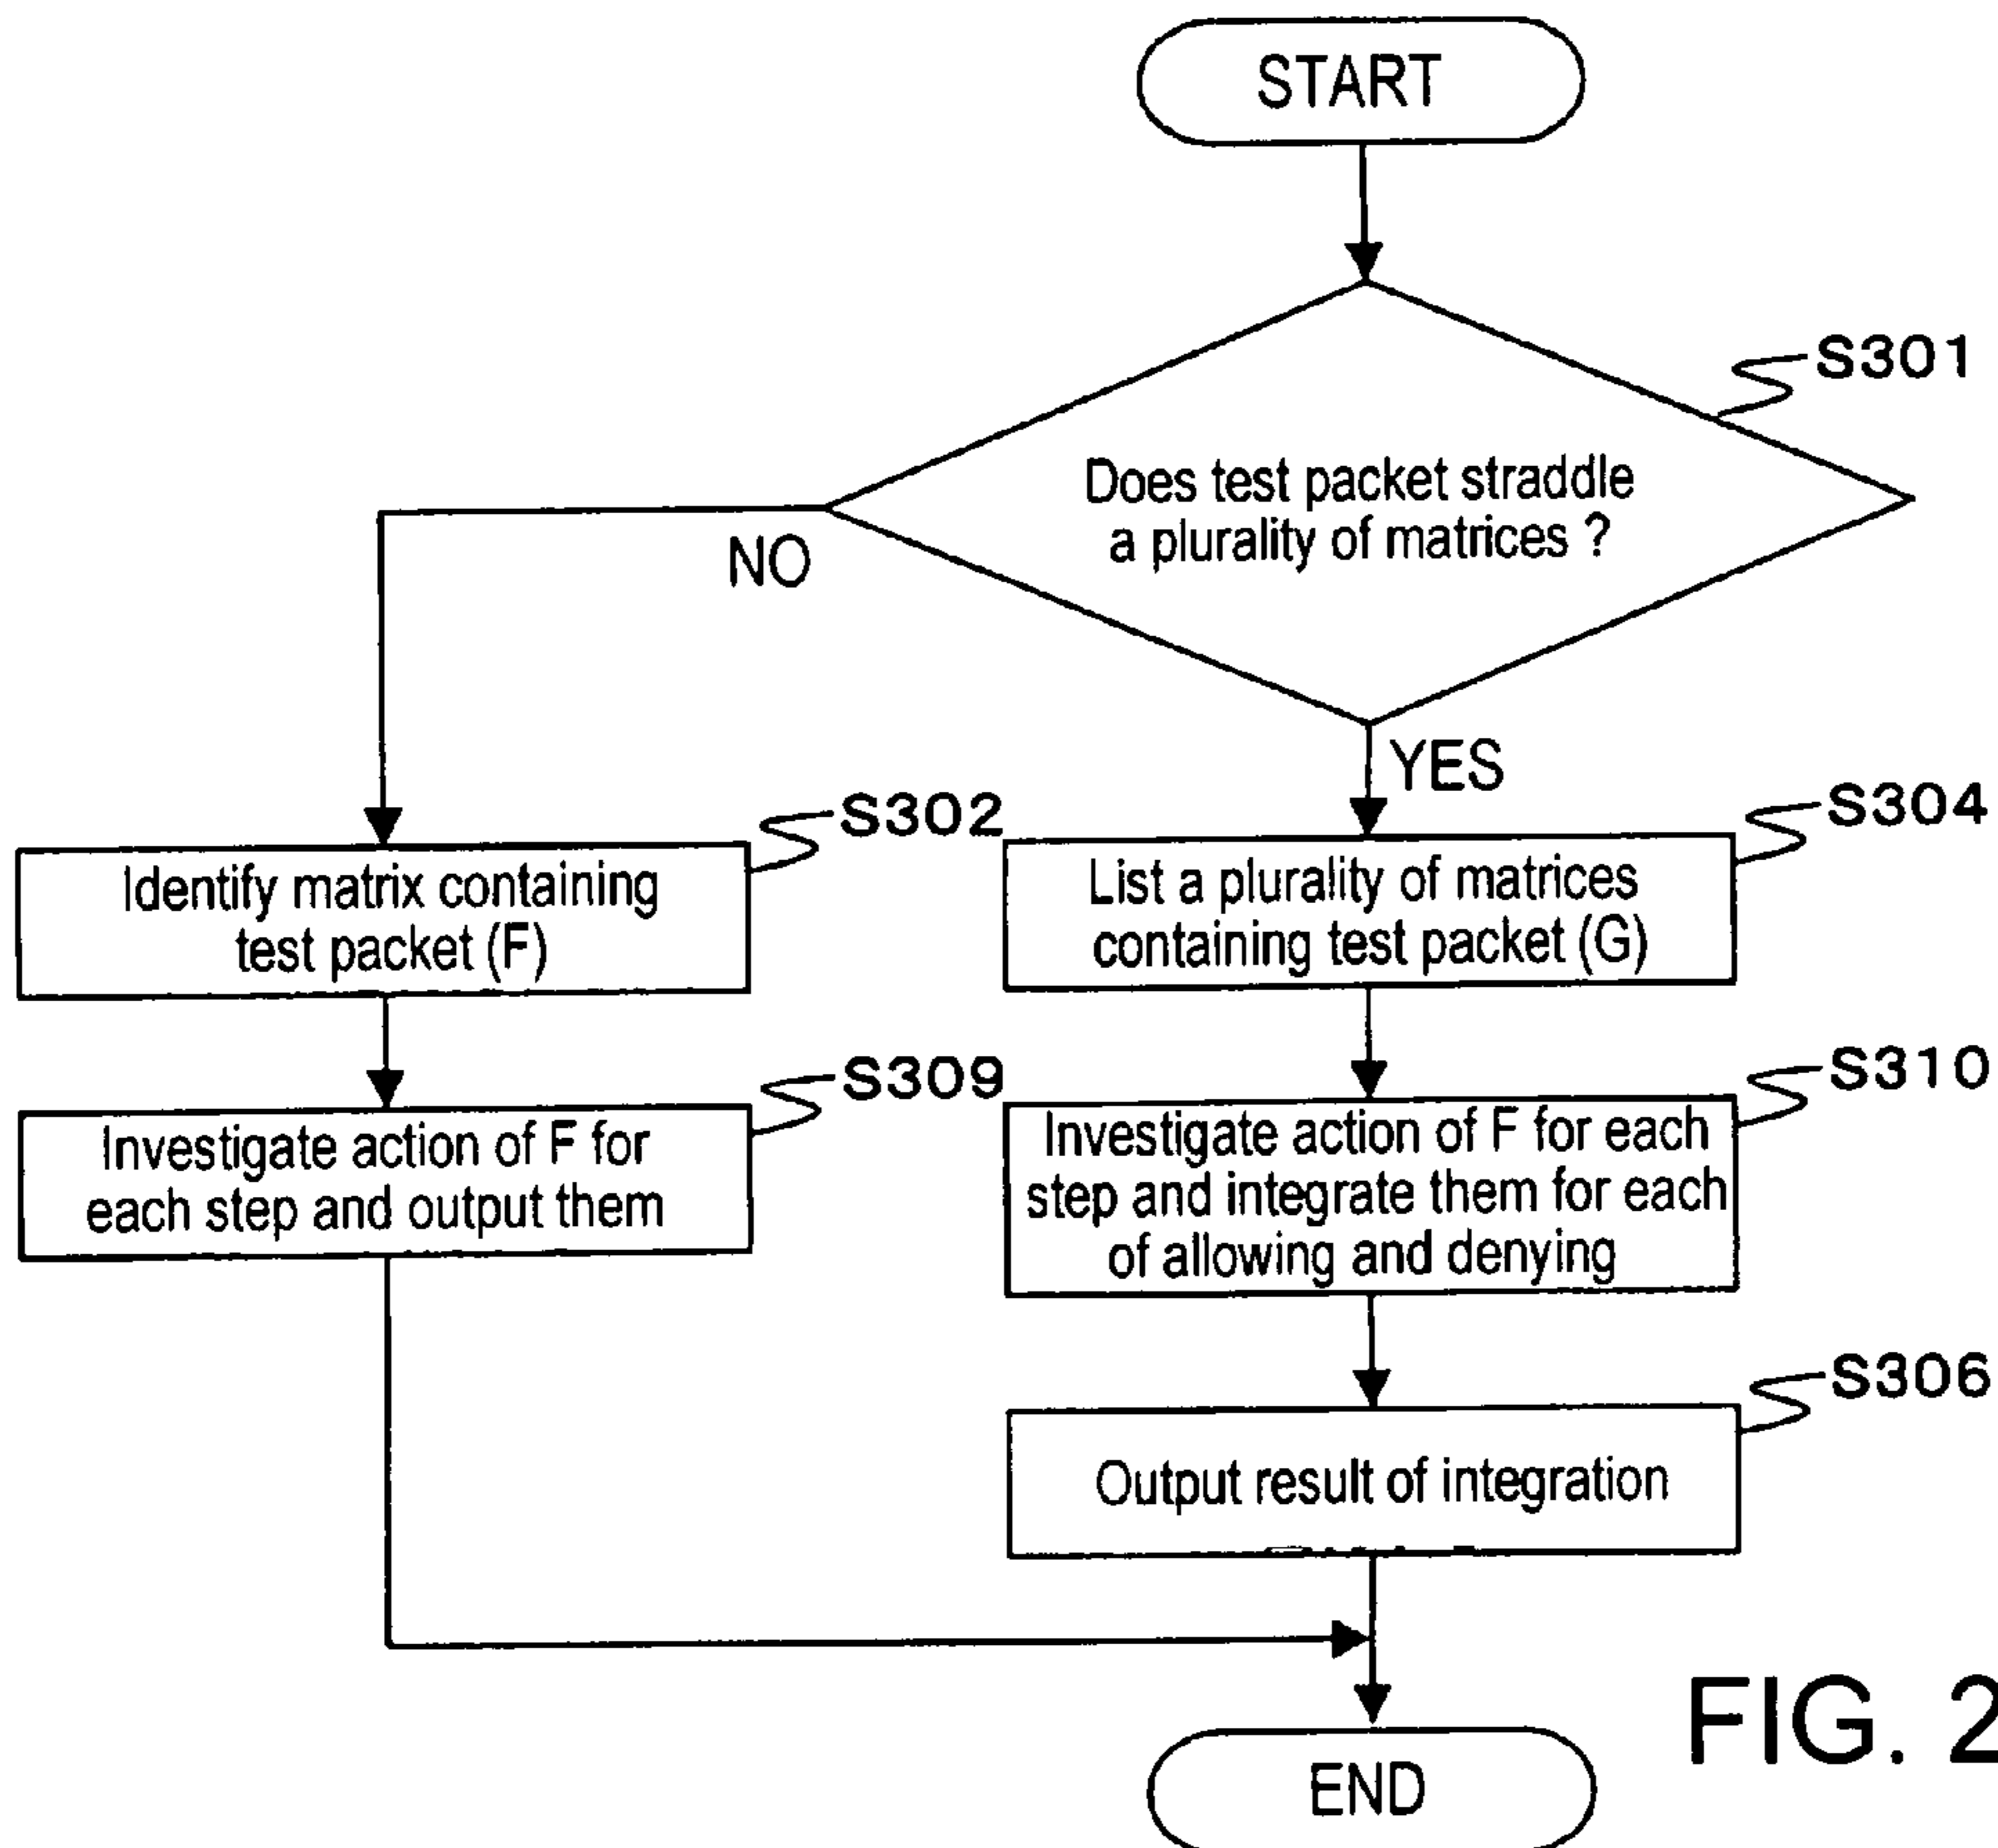 START
S301
Does test packet straddle
a plurality of matrices ?
NO
YES
S302
Identify matrix containing
test packet (F)
S304
List a plurality of matrices
containing test packet (G)
S309
Investigate action of F for
each step and output them
S310
Investigate action of F for each
step and integrate them for each
of allowing and denying
S306
Output result of integration
END
FIG. 2